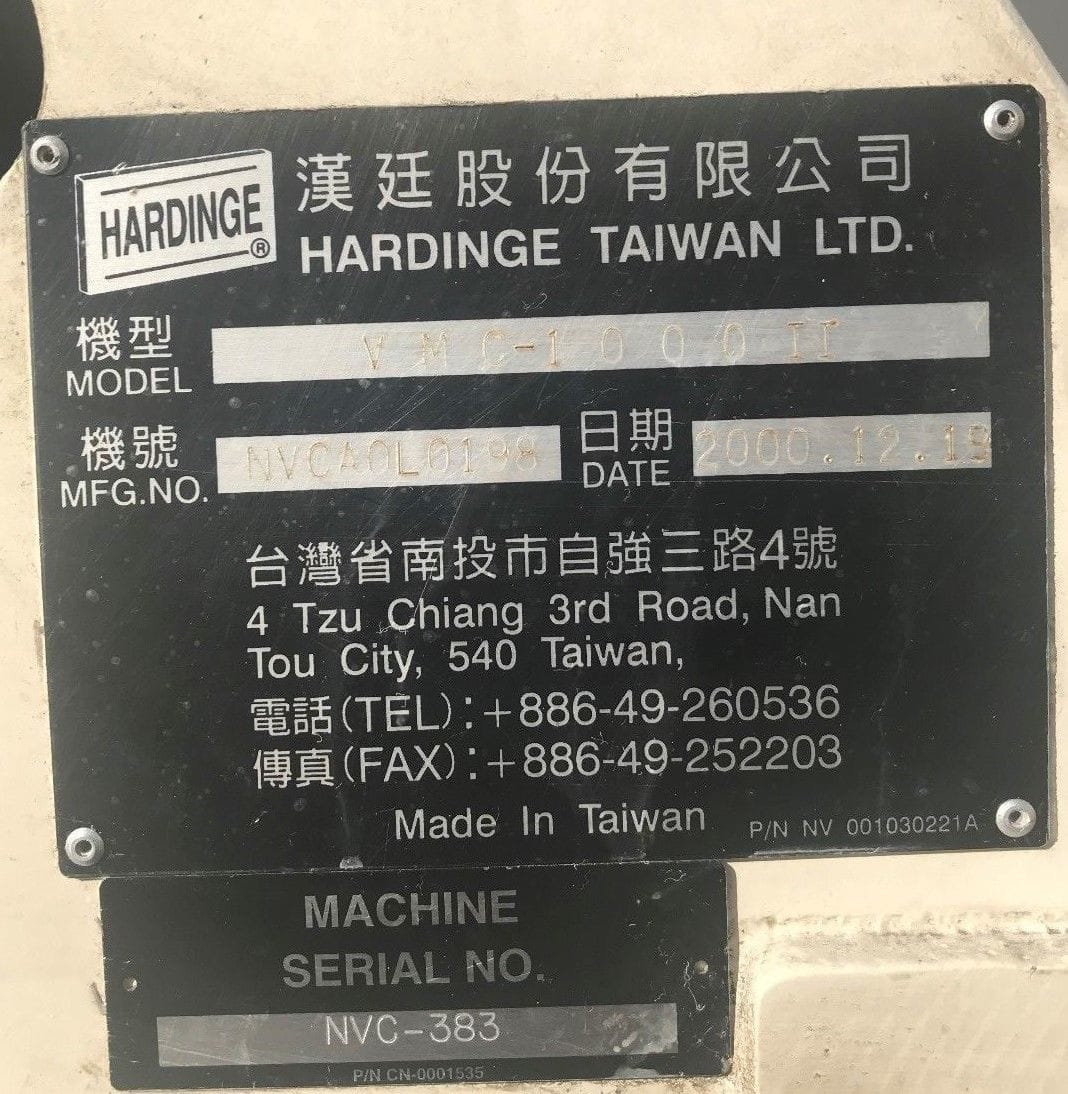 HARDINGE®
漢廷股份有限公司
HARDINGE TAIWAN LTD.
機型
MODEL
VMC-1000II
機號
MFG.NO.
NVCA0L0198
日期
DATE
2000.12.19
台灣省南投市自強三路4號
4 Tzu Chiang 3rd Road, Nan
Tou City, 540 Taiwan,
電話(TEL):+886-49-260536
傳真(FAX):+886-49-252203
Made In Taiwan
P/N NV 001030221A
MACHINE
SERIAL NO.
NVC-383
P/N CN-0001535